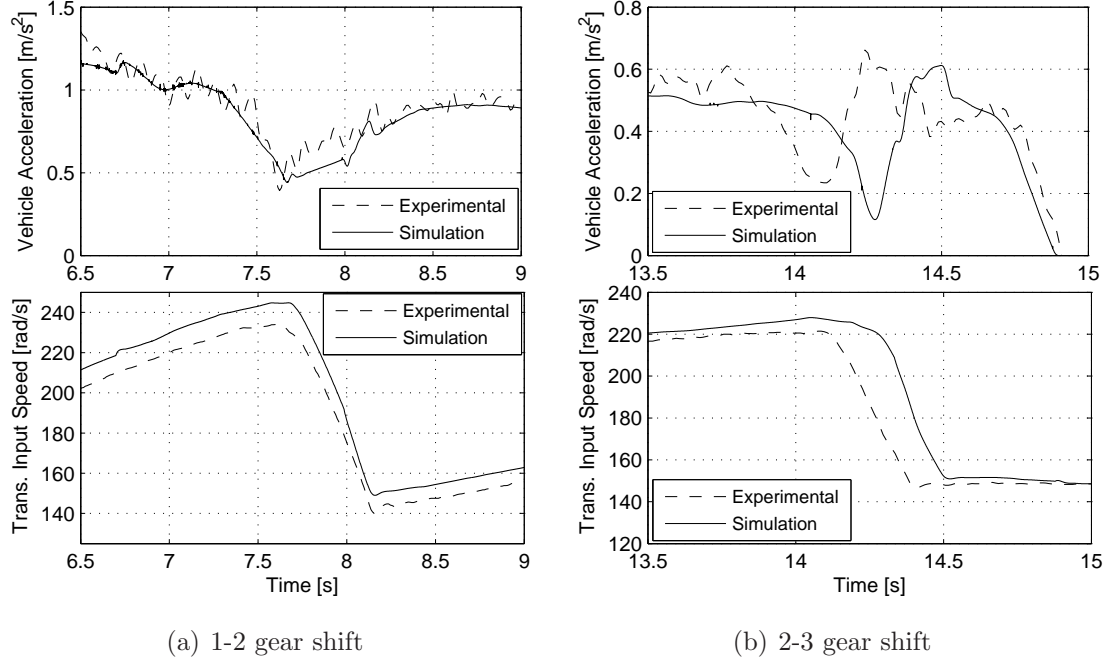 1.5
1
0.5
0
Vehicle Acceleration [m/s²]
Experimental
Simulation
6.5 7 7.5 8 8.5 9
240
220
200
180
160
140
Trans. Input Speed [rad/s]
Experimental
Simulation
6.5 7 7.5 8 8.5 9
Time [s]
(a) 1-2 gear shift
0.8
0.6
0.4
0.2
0
Vehicle Acceleration [m/s²]
Experimental
Simulation
13.5 14 14.5 15
240
220
200
180
160
140
120
Trans. Input Speed [rad/s]
Experimental
Simulation
13.5 14 14.5 15
Time [s]
(b) 2-3 gear shift